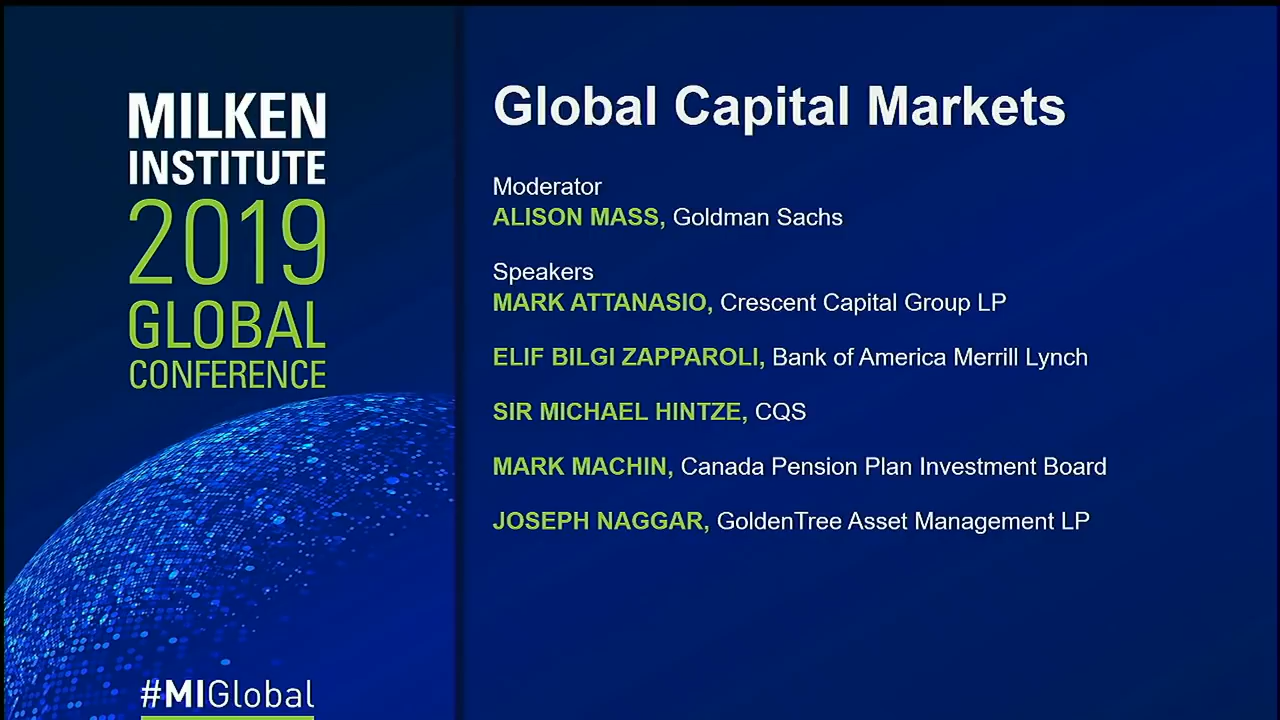 MILKEN
INSTITUTE
2019
GLOBAL
CONFERENCE
#MIGlobal
Global Capital Markets
Moderator
ALISON MASS, Goldman Sachs
Speakers
MARK ATTANASIO, Crescent Capital Group LP
ELIF BILGI ZAPPAROLI, Bank of America Merrill Lynch
SIR MICHAEL HINTZE, CQS
MARK MACHIN, Canada Pension Plan Investment Board
JOSEPH NAGGAR, GoldenTree Asset Management LP